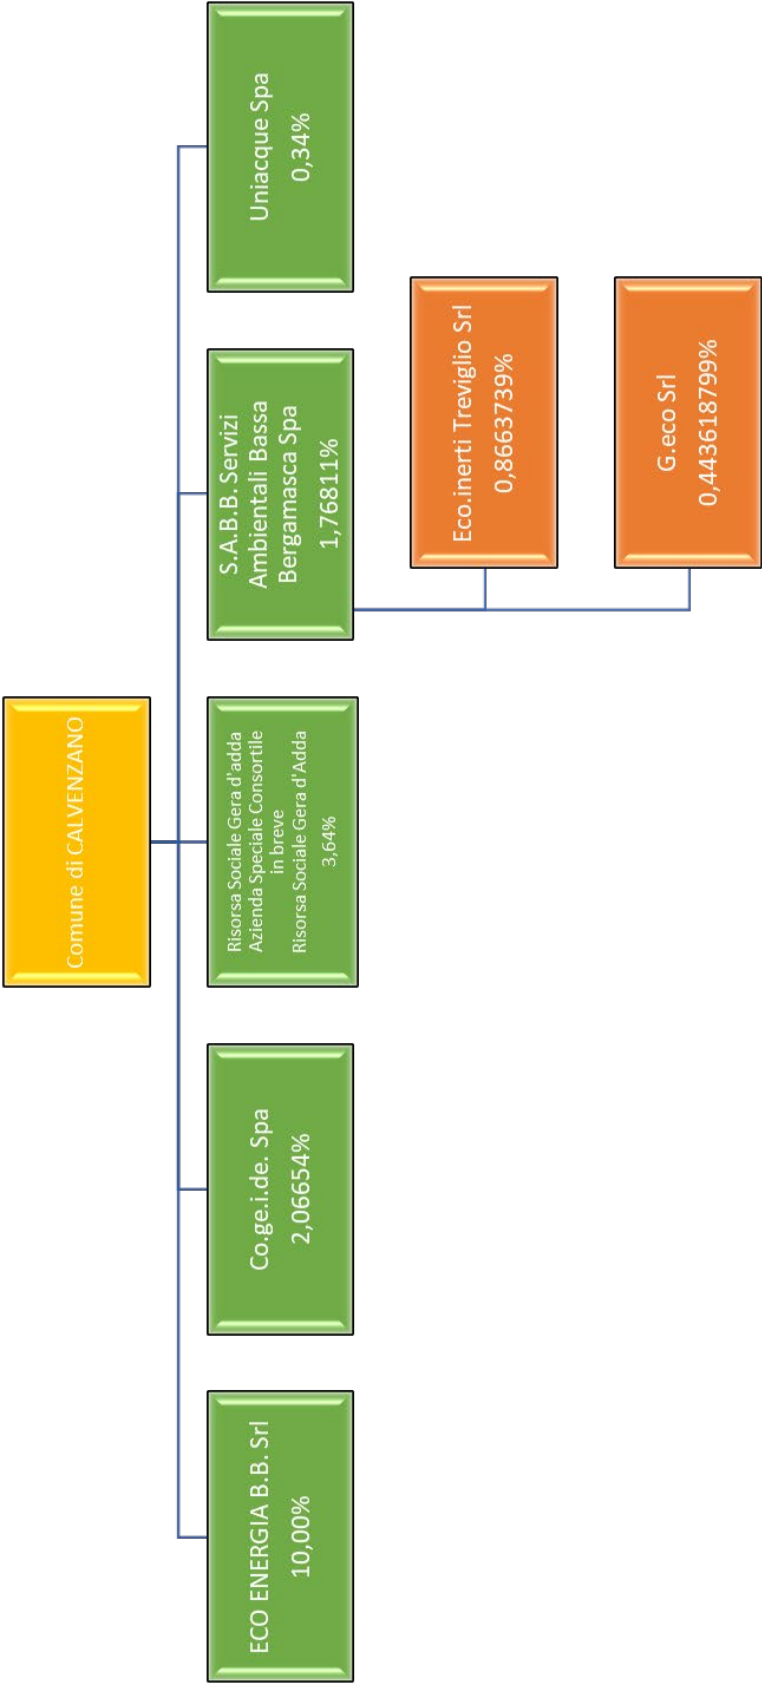 Comune di CALVENZANO
ECO ENERGIA B.B. Srl
10,00%
Co.ge.i.de. Spa
2,06654%
Risorsa Sociale Gera d'adda
Azienda Speciale Consortile
in breve
Risorsa Sociale Gera d'Adda
3,64%
S.A.B.B. Servizi
Ambientali Bassa
Bergamasca Spa
1,76811%
Uniacque Spa
0,34%
Eco.inerti Treviglio Srl
0,8663739%
G.eco Srl
0,443618799%